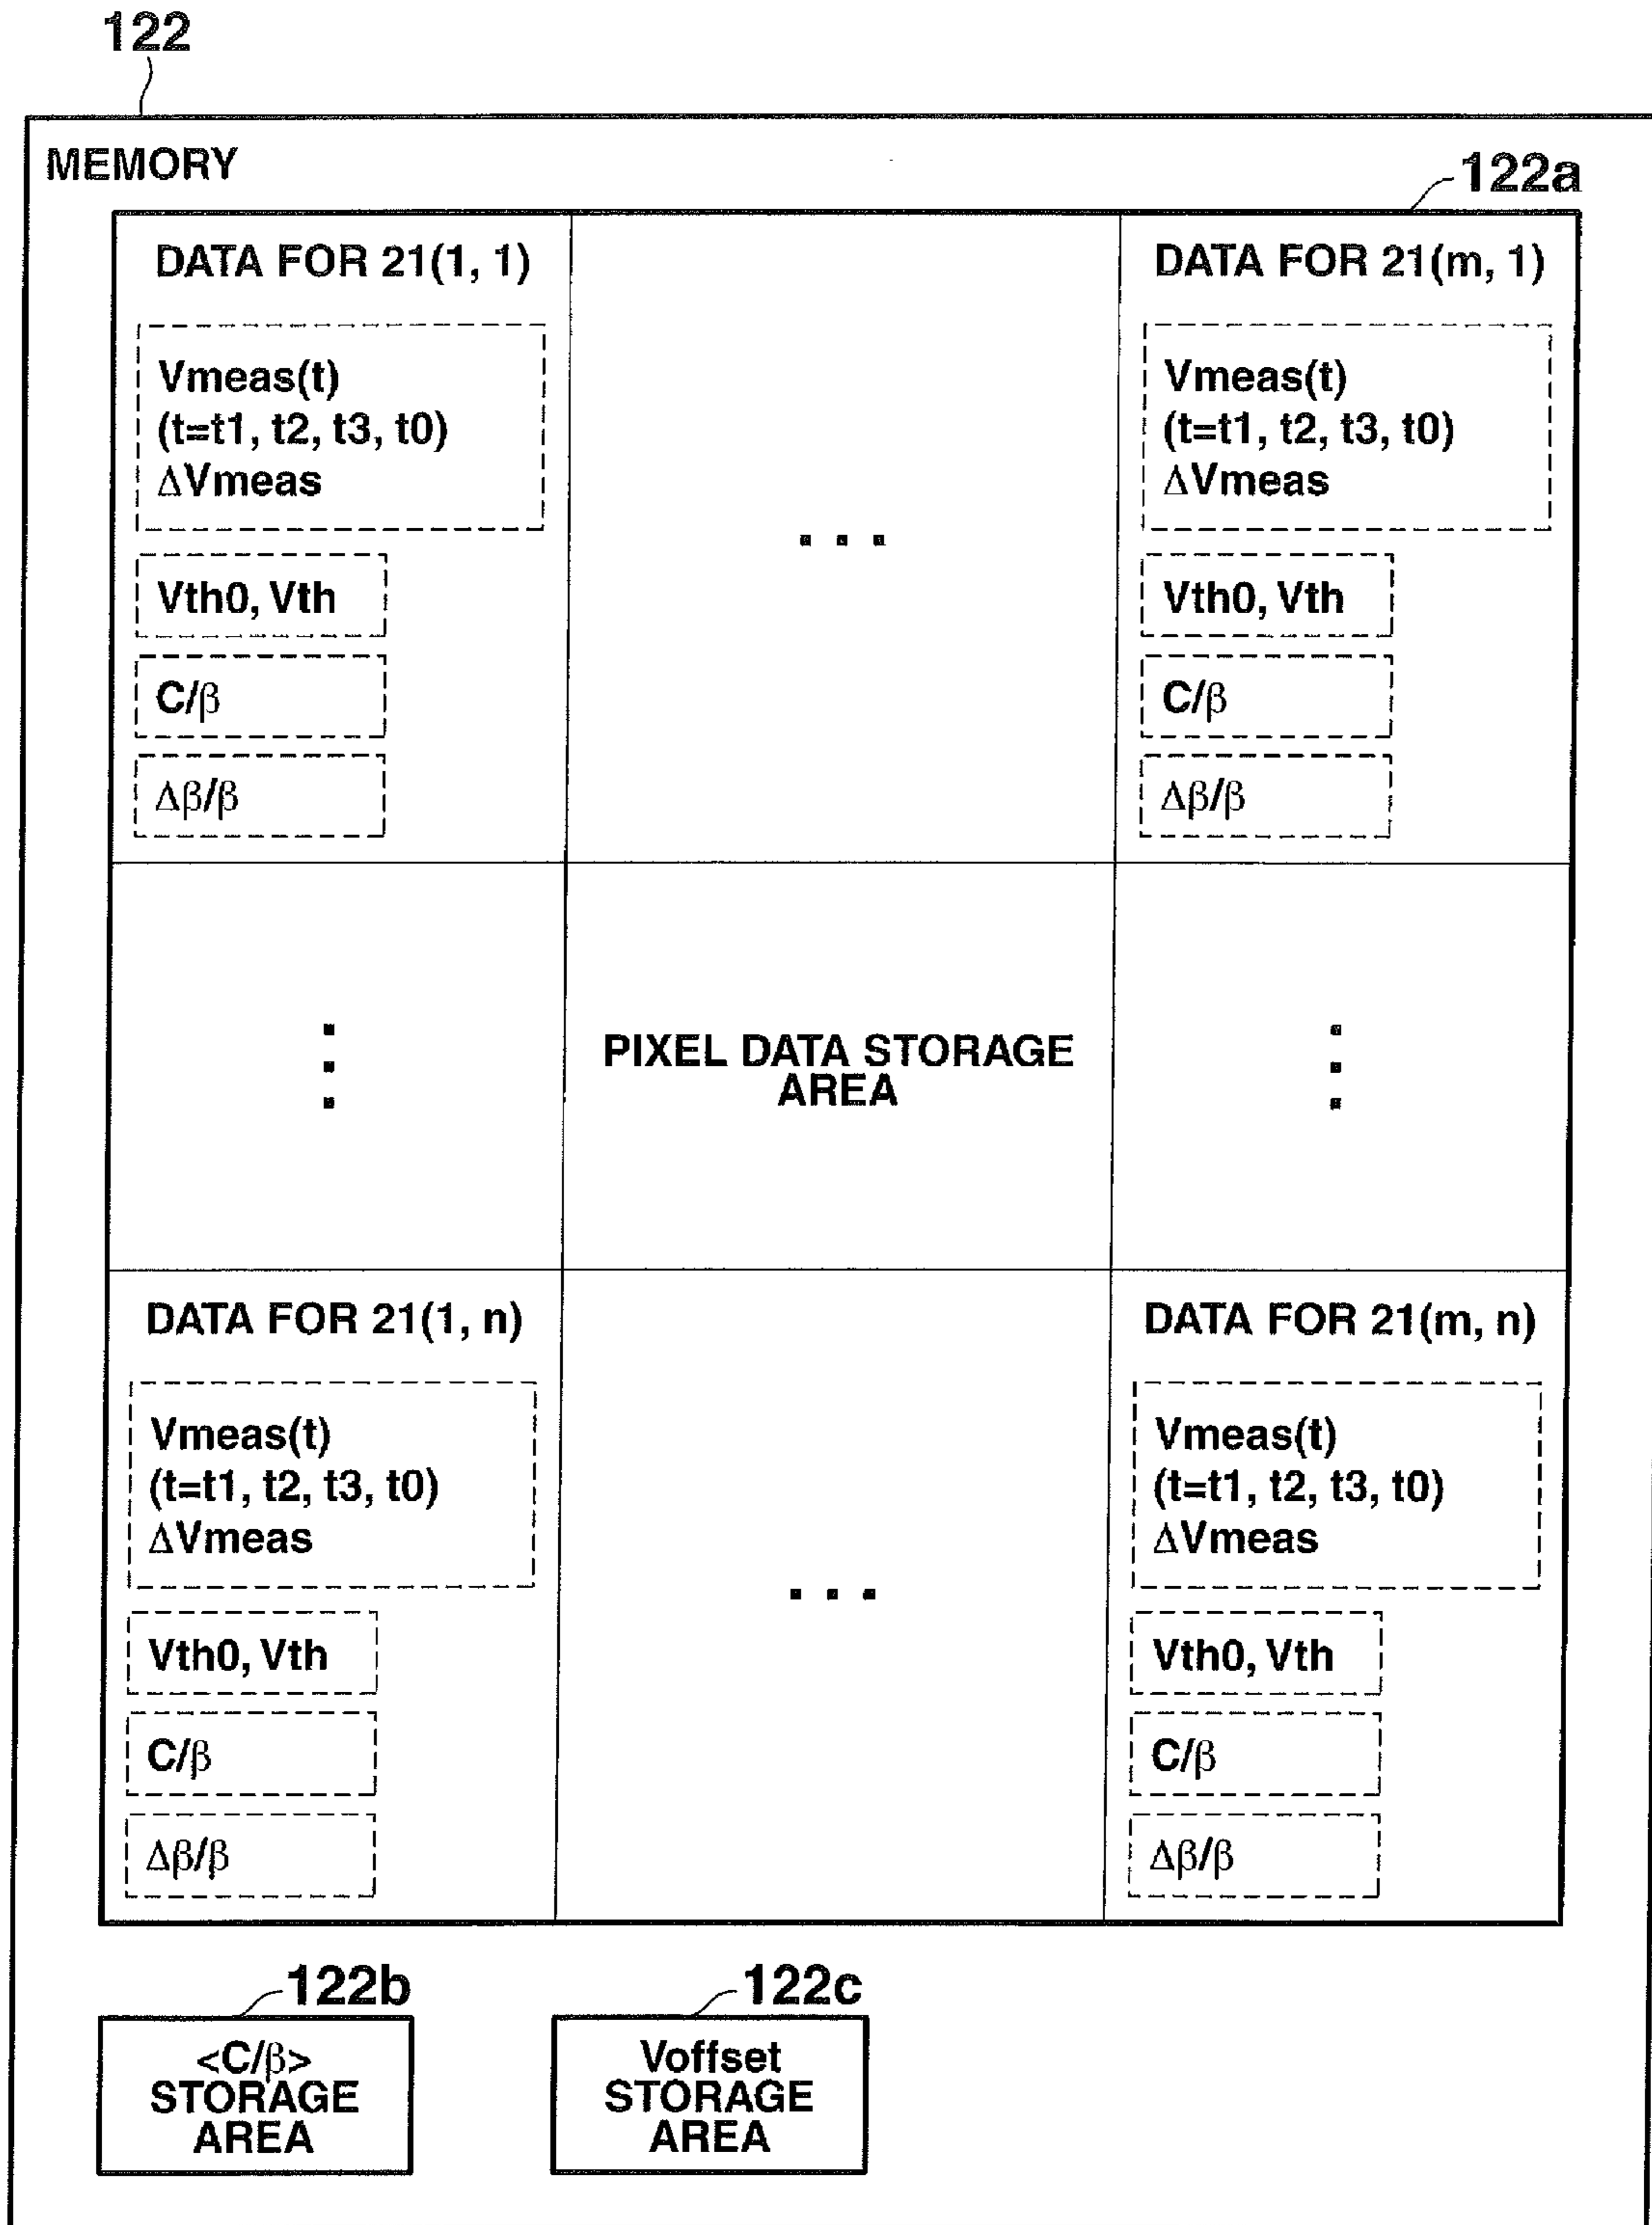 122
MEMORY
122a
DATA FOR 21(1, 1)
Vmeas(t)
(t=t1, t2, t3, t0)
ΔVmeas
Vth0, Vth
C/β
Δβ/β
...
DATA FOR 21(m, 1)
Vmeas(t)
(t=t1, t2, t3, t0)
ΔVmeas
Vth0, Vth
C/β
Δβ/β
PIXEL DATA STORAGE
AREA
DATA FOR 21(1, n)
Vmeas(t)
(t=t1, t2, t3, t0)
ΔVmeas
Vth0, Vth
C/β
Δβ/β
...
DATA FOR 21(m, n)
Vmeas(t)
(t=t1, t2, t3, t0)
ΔVmeas
Vth0, Vth
C/β
Δβ/β
122b
<C/β>
STORAGE
AREA
122c
Voffset
STORAGE
AREA